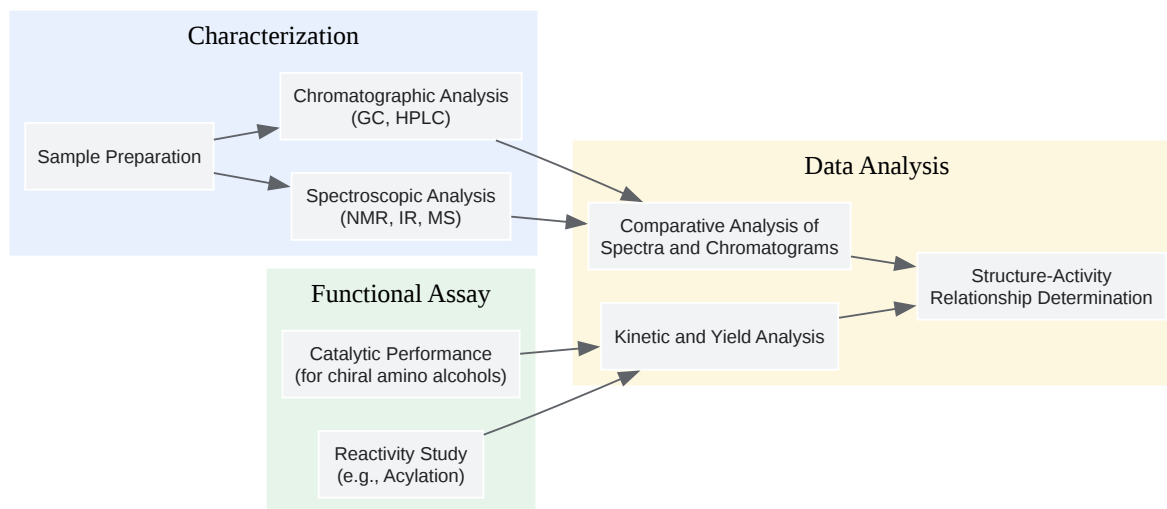 Characterization
Sample Preparation
Chromatographic Analysis
(GC, HPLC)
Spectroscopic Analysis
(NMR, IR, MS)
Functional Assay
Catalytic Performance
(for chiral amino alcohols)
Reactivity Study
(e.g., Acylation)
Data Analysis
Comparative Analysis of
Spectra and Chromatograms
Kinetic and Yield Analysis
Structure-Activity
Relationship Determination